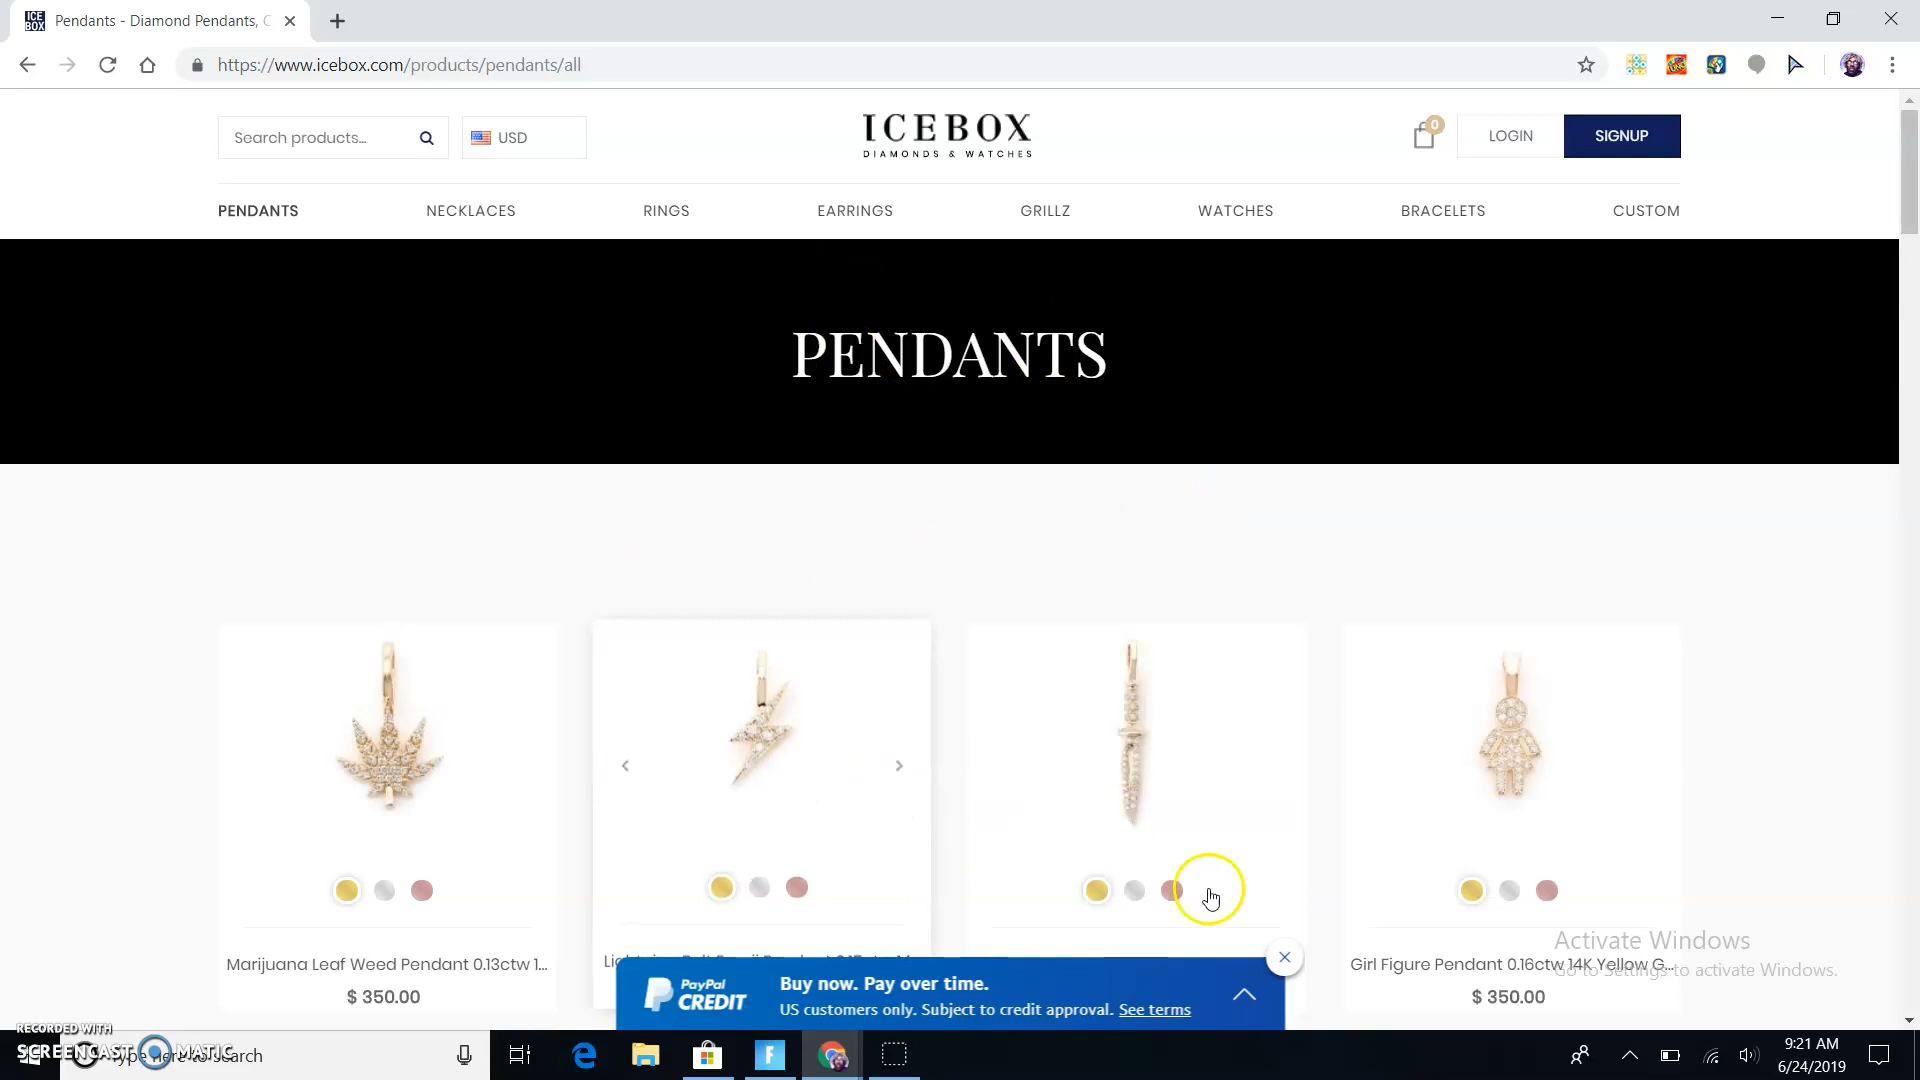 ICE
BOX
Pendants - Diamond Pendants, C
https://www.icebox.com/products/pendants/all
Search products...
USD
ICEBOX
DIAMONDS & WATCHES
0
LOGIN
SIGNUP
PENDANTS
NECKLACES
RINGS
EARRINGS
GRILLZ
WATCHES
BRACELETS
CUSTOM
PENDANTS
Marijuana Leaf Weed Pendant 0.13ctw 1...
$ 350.00
Girl Figure Pendant 0.16ctw 14K Yellow G...
$ 350.00
PayPal
CREDIT
Buy now. Pay over time.
US customers only. Subject to credit approval. See terms
Activate Windows
Go to Settings to activate Windows.
RECORDED WITH
SCREENCAST MATIC
Type here to search
9:21 AM
6/24/2019